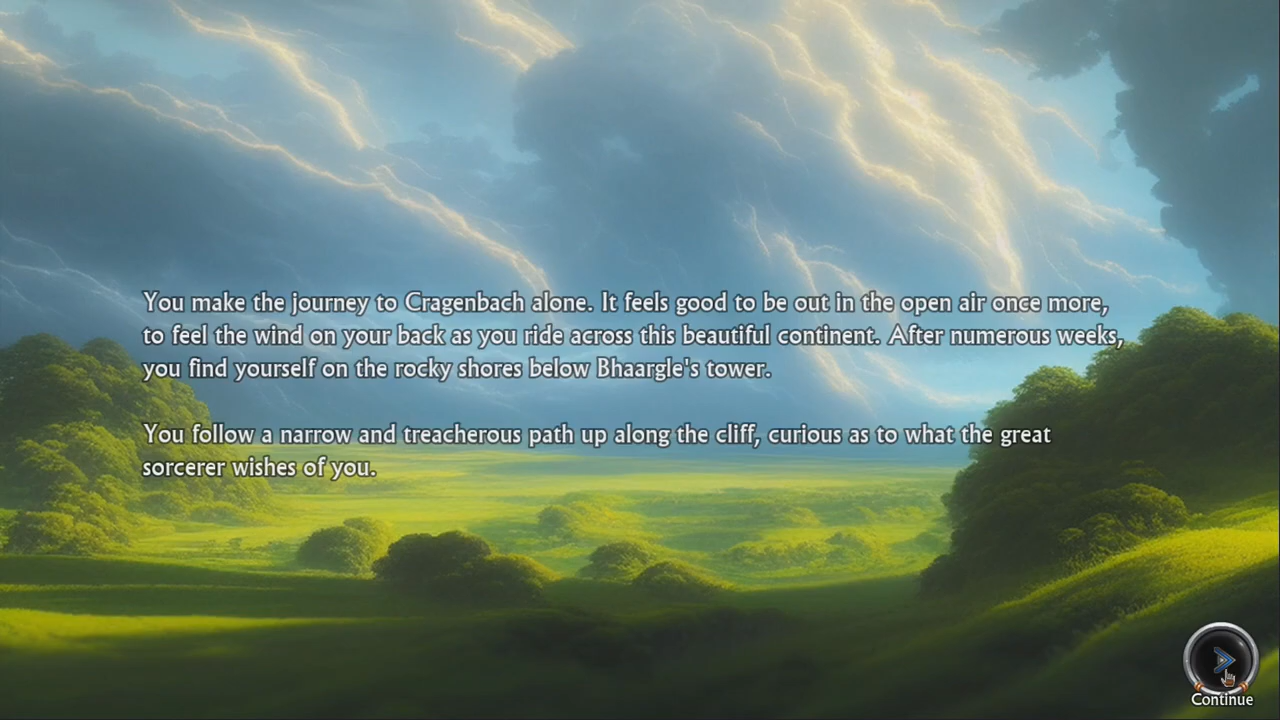 You make the journey to Cragenbach alone. It feels good to be out in the open air once more,
to feel the wind on your back as you ride across this beautiful continent. After numerous weeks,
you find yourself on the rocky shores below Bhaargle's tower.
You follow a narrow and treacherous path up along the cliff, curious as to what the great
sorcerer wishes of you.
Continue